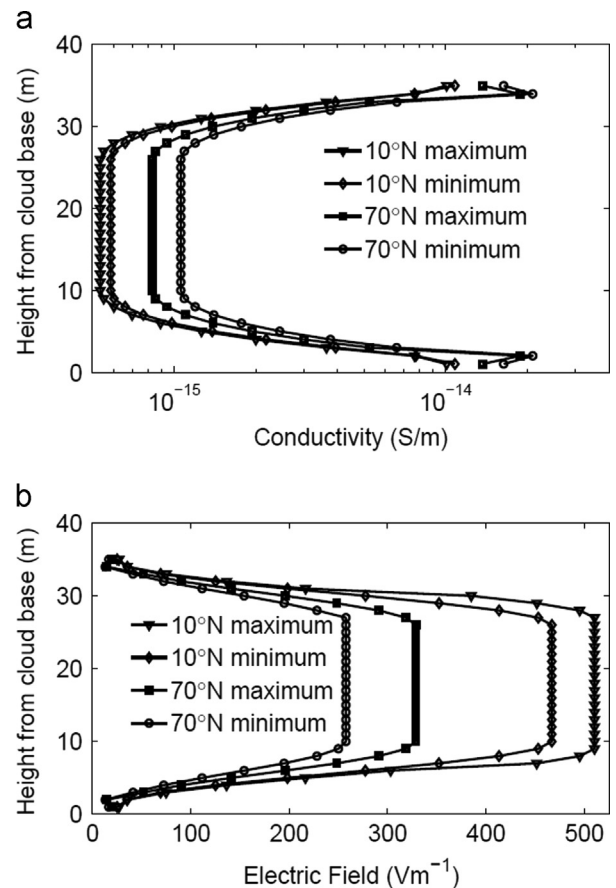 a
40
30
20
10
0
Height from cloud base (m)
10°N maximum
10°N minimum
70°N maximum
70°N minimum
10⁻¹⁵
10⁻¹⁴
Conductivity (S/m)
b
40
30
20
10
0
Height from cloud base (m)
10°N maximum
10°N minimum
70°N maximum
70°N minimum
0
100
200
300
400
500
Electric Field (Vm⁻¹)